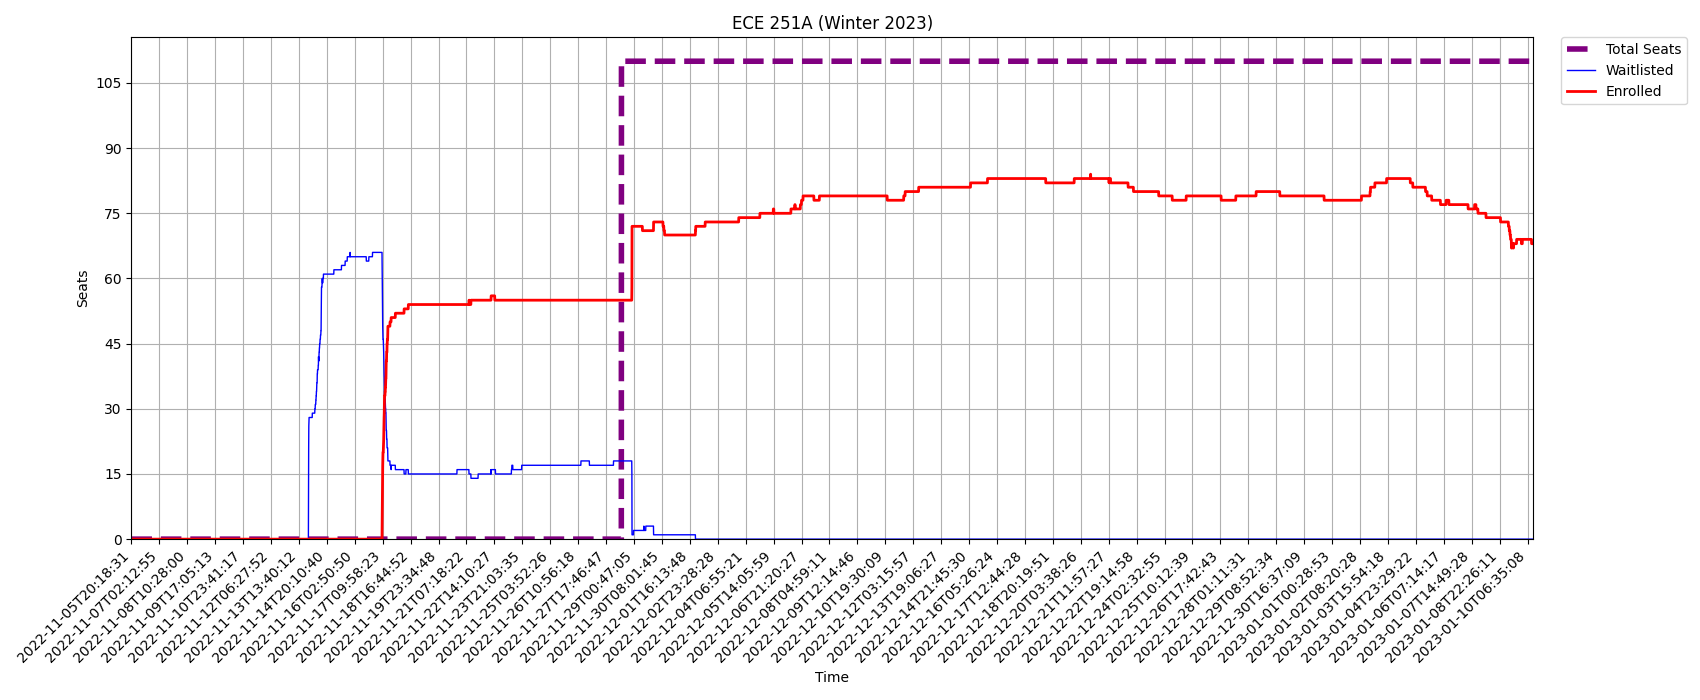 ECE 251A (Winter 2023)
Total Seats
Waitlisted
Enrolled
Seats
105
90
75
60
45
30
15
0
2022-11-05T20:18:31
2022-11-07T02:12:55
2022-11-08T10:28:00
2022-11-09T17:05:13
2022-11-10T23:41:17
2022-11-12T06:27:52
2022-11-13T13:40:12
2022-11-14T20:10:40
2022-11-16T02:50:50
2022-11-17T09:58:23
2022-11-18T16:44:52
2022-11-19T23:34:48
2022-11-21T07:18:22
2022-11-22T14:10:27
2022-11-23T21:03:35
2022-11-25T03:52:26
2022-11-26T10:56:18
2022-11-27T17:46:47
2022-11-29T00:47:05
2022-11-30T08:01:45
2022-12-01T16:13:48
2022-12-02T23:28:28
2022-12-04T06:55:21
2022-12-05T14:05:59
2022-12-06T21:20:27
2022-12-08T04:59:11
2022-12-09T12:14:46
2022-12-10T19:30:09
2022-12-12T03:15:57
2022-12-13T19:06:27
2022-12-14T21:45:30
2022-12-16T05:26:24
2022-12-17T12:44:28
2022-12-18T20:19:51
2022-12-20T03:38:26
2022-12-21T11:57:27
2022-12-22T19:14:58
2022-12-24T02:32:55
2022-12-25T10:12:39
2022-12-26T17:42:43
2022-12-28T01:11:31
2022-12-29T08:52:34
2022-12-30T16:37:09
2023-01-01T00:28:53
2023-01-02T08:20:28
2023-01-03T15:54:18
2023-01-04T23:29:22
2023-01-06T07:14:17
2023-01-07T14:49:28
2023-01-08T22:26:11
2023-01-10T06:35:08
Time